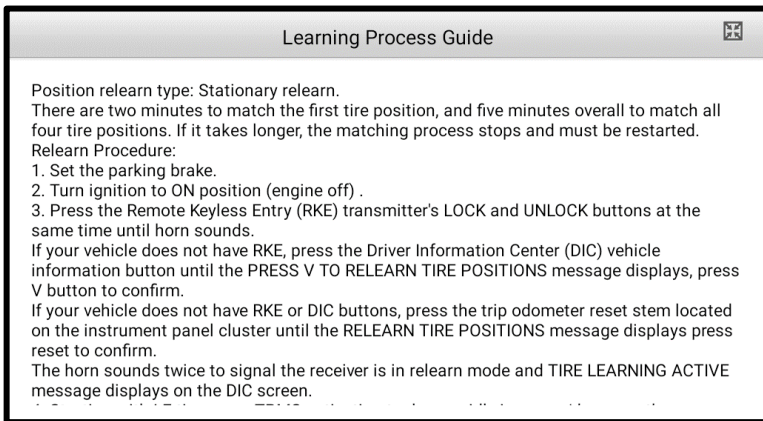 Learning Process Guide
Position relearn type: Stationary relearn.
There are two minutes to match the first tire position, and five minutes overall to match all
four tire positions. If it takes longer, the matching process stops and must be restarted.
Relearn Procedure:
1. Set the parking brake.
2. Turn ignition to ON position (engine off) .
3. Press the Remote Keyless Entry (RKE) transmitter's LOCK and UNLOCK buttons at the
same time until horn sounds.
If your vehicle does not have RKE, press the Driver Information Center (DIC) vehicle
information button until the PRESS V TO RELEARN TIRE POSITIONS message displays, press
V button to confirm.
If your vehicle does not have RKE or DIC buttons, press the trip odometer reset stem located
on the instrument panel cluster until the RELEARN TIRE POSITIONS message displays press
reset to confirm.
The horn sounds twice to signal the receiver is in relearn mode and TIRE LEARNING ACTIVE
message displays on the DIC screen.